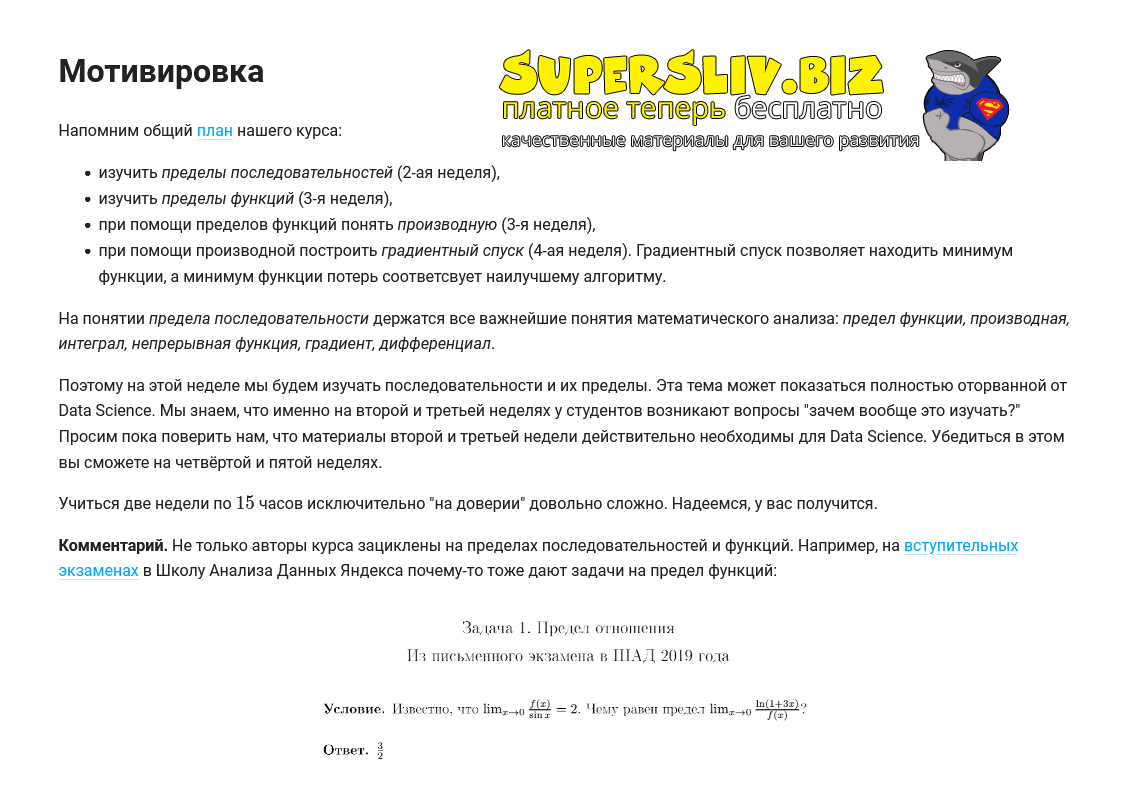 Мотивировка
SUPERSLIV.BIZ
платное теперь бесплатно
качественные материалы для вашего развития
Напомним общий план нашего курса:
• изучить пределы последовательностей (2-ая неделя),
• изучить пределы функций (3-я неделя),
• при помощи пределов функций понять производную (3-я неделя),
• при помощи производной построить градиентный спуск (4-ая неделя). Градиентный спуск позволяет находить минимум
функции, а минимум функции потерь соответсвует наилучшему алгоритму.
На понятии предела последовательности держатся все важнейшие понятия математического анализа: предел функции, производная,
интеграл, непрерывная функция, градиент, дифференциал.
Поэтому на этой неделе мы будем изучать последовательности и их пределы. Эта тема может показаться полностью оторванной от
Data Science. Мы знаем, что именно на второй и третьей неделях у студентов возникают вопросы "зачем вообще это изучать?"
Просим пока поверить нам, что материалы второй и третьей недели действительно необходимы для Data Science. Убедиться в этом
вы сможете на четвёртой и пятой неделях.
Учиться две недели по 15 часов исключительно "на доверии" довольно сложно. Надеемся, у вас получится.
Комментарий. Не только авторы курса зациклены на пределах последовательностей и функций. Например, на вступительных
экзаменах в Школу Анализа Данных Яндекса почему-то тоже дают задачи на предел функций:
Задача 1. Предел отношения
Из письменного экзамена в ШАД 2019 года
Условие. Известно, что lim x→0 f(x)/sin x = 2. Чему равен предел lim x→0 ln(1+3x)/f(x)?
Ответ. 3/2